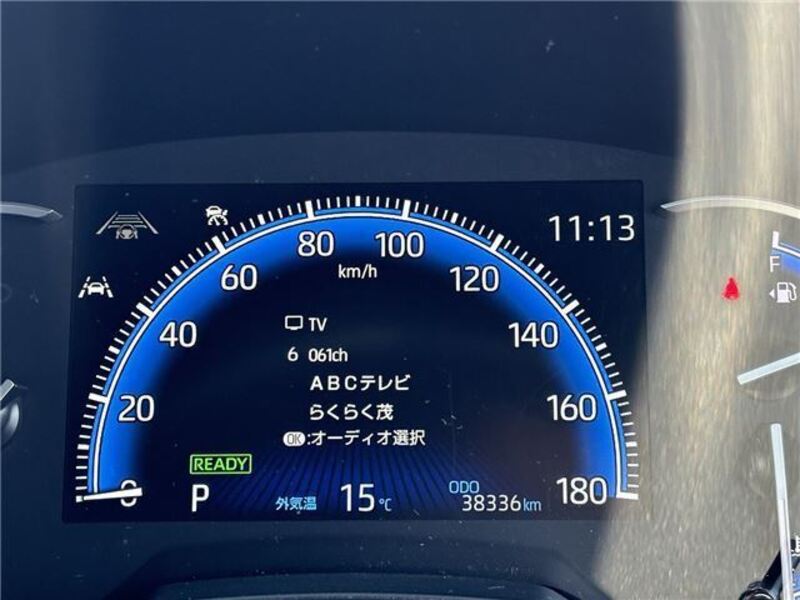 11:13
80
100
km/h
60
120
F
TV
40
140
6 061ch
ABCテレビ
20
らくらく茂
160
OK:オーディオ選択
READY
0
P
外気温 15℃
ODO
38336km
180